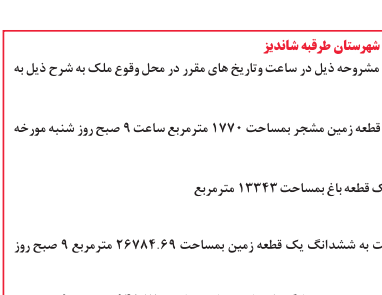 شهرستان طرقبه شاندیز
مشروحه ذیل در ساعت وتاریخ های مقرر در محل وقوع ملک به شرح ذیل به
قطعه زمین مشجر بمساحت ۱۷۷۰ مترمربع ساعت ۹ صبح روز شنبه مورخه
ک قطعه باغ بمساحت ۱۳۳۴۳ مترمربع
ت به ششدانگ یک قطعه زمین بمساحت ۲۶۷۸۴.۶۹ مترمربع ۹ صبح روز